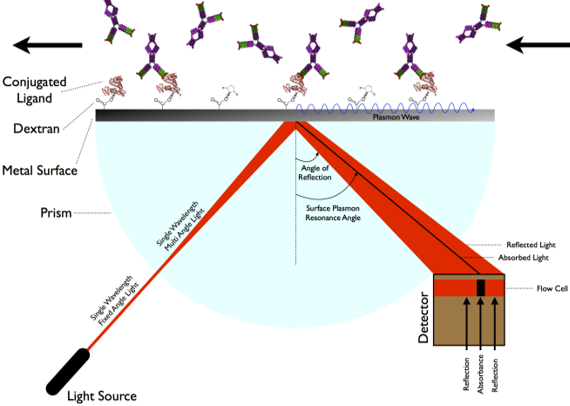 Conjugated
Ligand
Dextran
Metal Surface
Plasmon Wave
Prism
Angle of
Reflection
Surface Plasmon
Resonance Angle
Single Wavelength
Multi Angle Light
Single Wavelength
Fixed Angle Light
Reflected Light
Absorbed Light
Flow Cell
Detector
Reflection
Absorbance
Reflection
Light Source